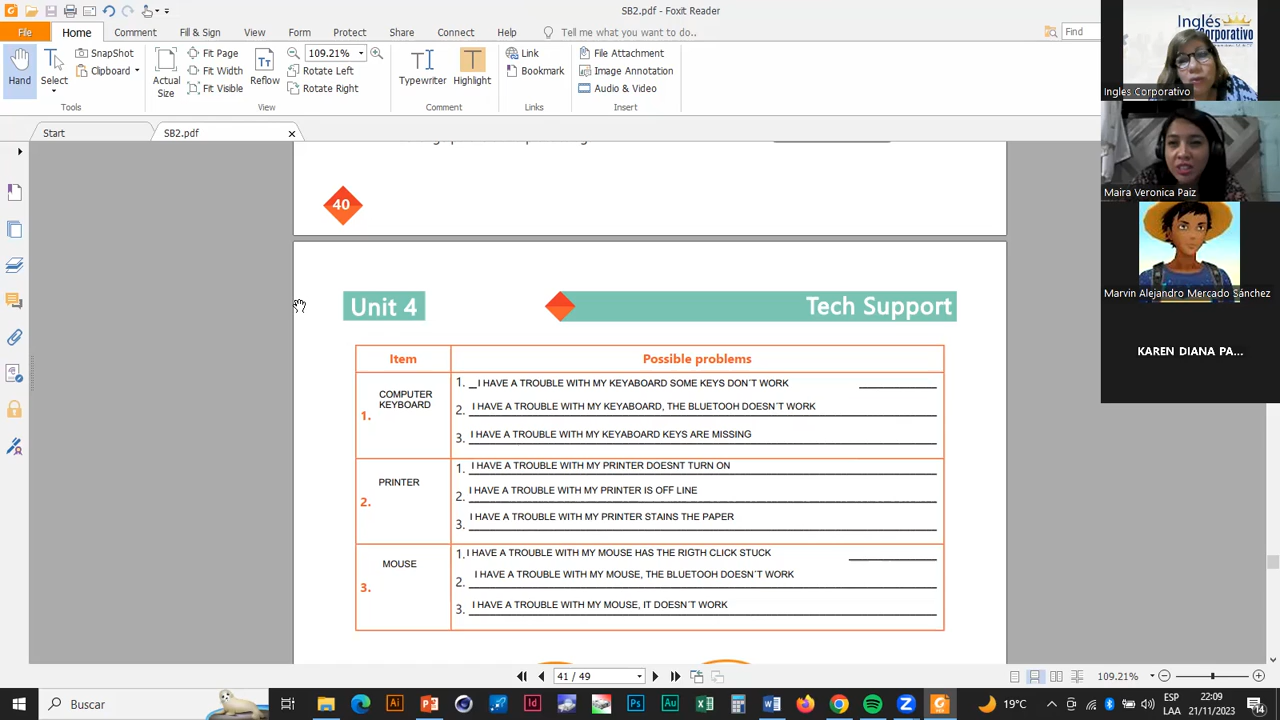 SB2.pdf - Foxit Reader
File
Home
Comment
Fill & Sign
View
Form
Protect
Share
Connect
Help
Tell me what you want to do..
Find
Hand
Select
SnapShot
Clipboard
Tools
Actual Size
Fit Page
Fit Width
Fit Visible
Reflow
109.21%
Rotate Left
Rotate Right
View
Typewriter
Highlight
Comment
Link
Bookmark
Links
File Attachment
Image Annotation
Audio & Video
Insert
Start
SB2.pdf
40
Unit 4
Tech Support
Item
Possible problems
1.
COMPUTER
KEYBOARD
1. _I HAVE A TROUBLE WITH MY KEYABOARD SOME KEYS DON´T WORK
2. I HAVE A TROUBLE WITH MY KEYABOARD, THE BLUETOOH DOESN´T WORK
3. I HAVE A TROUBLE WITH MY KEYABOARD KEYS ARE MISSING
2.
PRINTER
1. I HAVE A TROUBLE WITH MY PRINTER DOESNT TURN ON
2. I HAVE A TROUBLE WITH MY PRINTER IS OFF LINE
3. I HAVE A TROUBLE WITH MY PRINTER STAINS THE PAPER
3.
MOUSE
1. I HAVE A TROUBLE WITH MY MOUSE HAS THE RIGTH CLICK STUCK
2. I HAVE A TROUBLE WITH MY MOUSE, THE BLUETOOH DOESN´T WORK
3. I HAVE A TROUBLE WITH MY MOUSE, IT DOESN´T WORK
41 / 49
109.21%
Inglés
Corporativo
Ingles Corporativo
Maira Veronica Paiz
Marvin Alejandro Mercado Sánchez
KAREN DIANA PA...
Buscar
19°C
ESP
LAA
22:09
21/11/2023
14